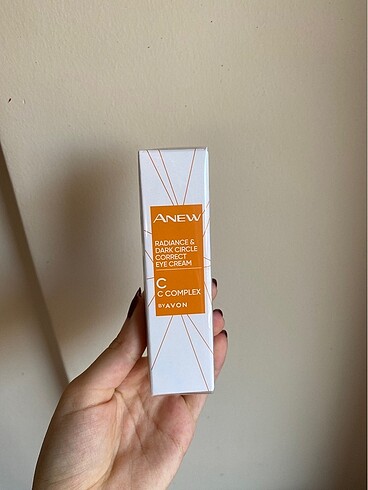 ANEW
RADIANCE &
DARK CIRCLE
CORRECT
EYE CREAM
C
C COMPLEX
BY AVON